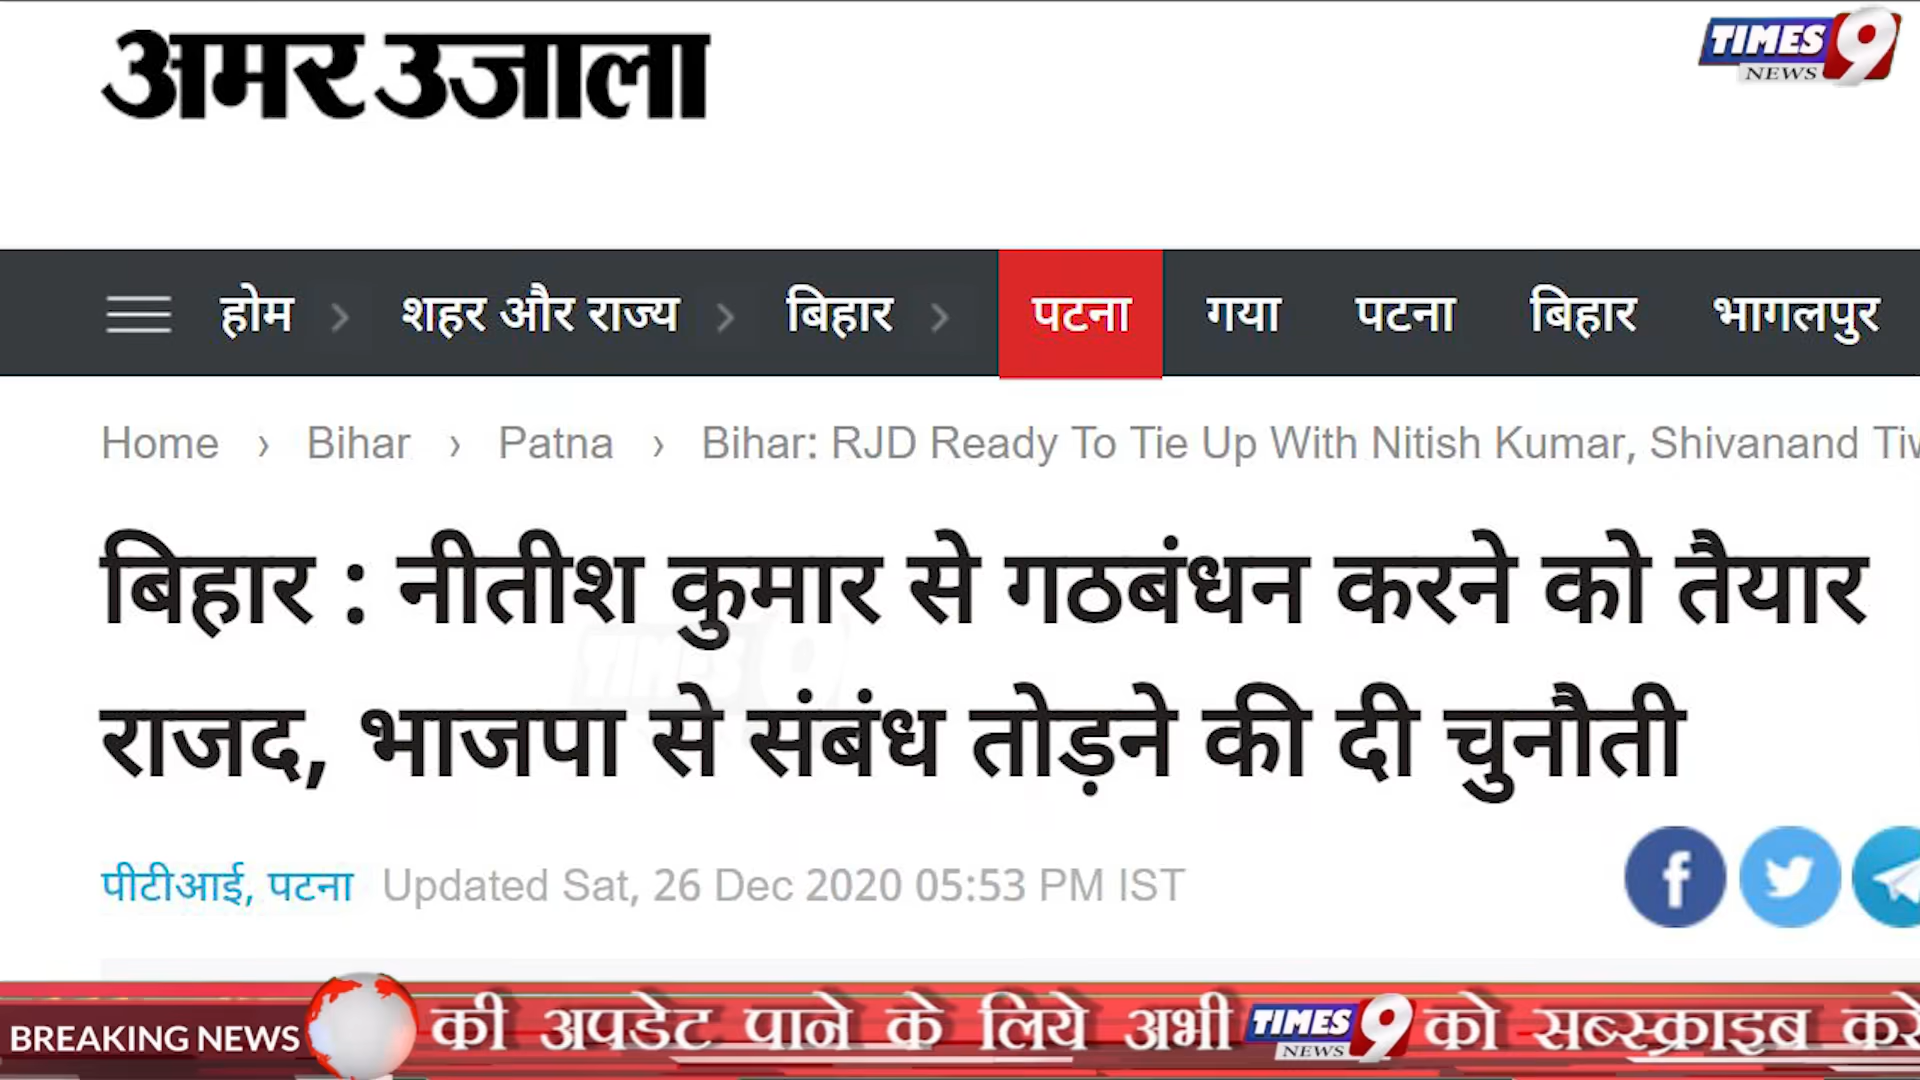 अमर उजाला
TIMES 9
NEWS
होम > शहर और राज्य > बिहार > पटना गया पटना बिहार भागलपुर
Home › Bihar › Patna › Bihar: RJD Ready To Tie Up With Nitish Kumar, Shivanand
बिहार : नीतीश कुमार से गठबंधन करने को तैयार
राजद, भाजपा से संबंध तोड़ने की दी चुनौती
पीटीआई, पटना Updated Sat, 26 Dec 2020 05:53 PM IST
BREAKING NEWS की अपडेट पाने के लिये अभी TIMES 9 NEWS को सब्स्क्राइब करे